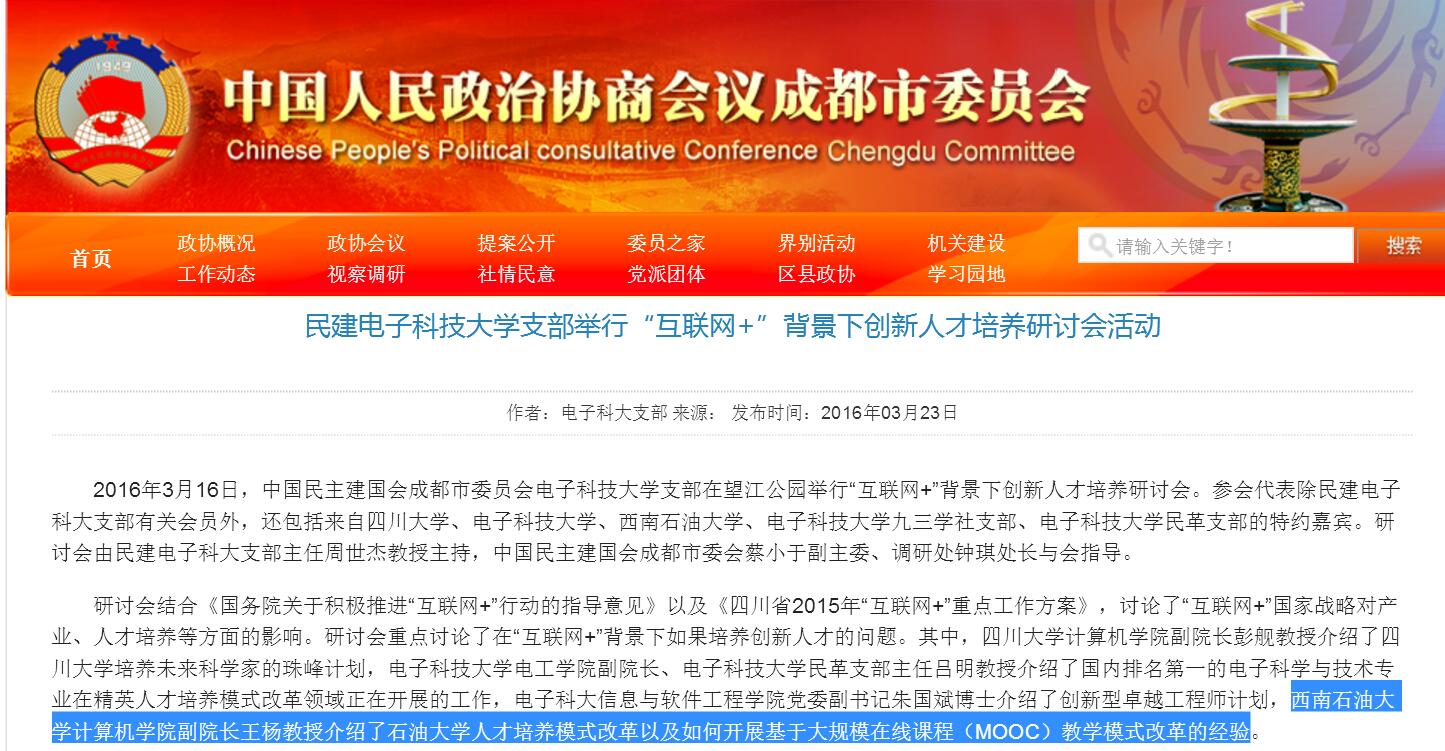 1949
中国人民政治协商会议成都市委员会
Chinese People's Political consultative Conference Chengdu Committee
首页
政协概况 政协会议 提案公开 委员之家 界别活动 机关建设
工作动态 视察调研 社情民意 党派团体 区县政协 学习园地
请输入关键字！ 搜索
民建电子科技大学支部举行“互联网+”背景下创新人才培养研讨会活动
作者：电子科大支部 来源： 发布时间：2016年03月23日
2016年3月16日，中国民主建国会成都市委员会电子科技大学支部在望江公园举行“互联网+”背景下创新人才培养研讨会。参会代表除民建电子
科大支部有关会员外，还包括来自四川大学、电子科技大学、西南石油大学、电子科技大学九三学社支部、电子科技大学民革支部的特约嘉宾。研
讨会由民建电子科大支部主任周世杰教授主持，中国民主建国会成都市委会蔡小于副主委、调研处钟琪处长与会指导。
研讨会结合《国务院关于积极推进“互联网+”行动的指导意见》以及《四川省2015年“互联网+”重点工作方案》，讨论了“互联网+”国家战略对产
业、人才培养等方面的影响。研讨会重点讨论了在“互联网+”背景下如果培养创新人才的问题。其中，四川大学计算机学院副院长彭舰教授介绍了四
川大学培养未来科学家的珠峰计划，电子科技大学电工学院副院长、电子科技大学民革支部主任吕明教授介绍了国内排名第一的电子科学与技术专
业在精英人才培养模式改革领域正在开展的工作，电子科大信息与软件工程学院党委副书记朱国斌博士介绍了创新型卓越工程师计划，西南石油大
学计算机学院副院长王杨教授介绍了石油大学人才培养模式改革以及如何开展基于大规模在线课程（MOOC）教学模式改革的经验。